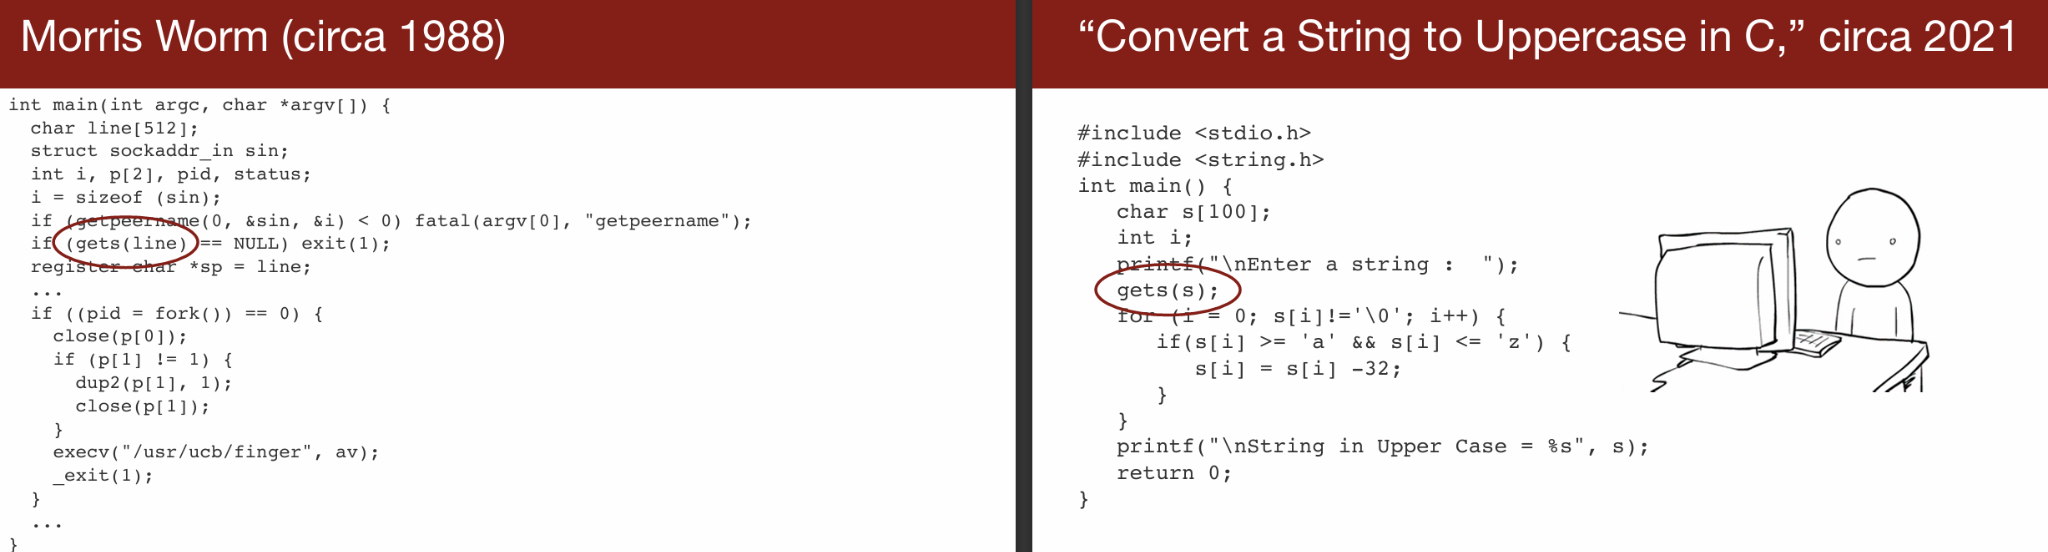 Morris Worm (circa 1988)
int main(int argc, char *argv[]) {
char line[512];
struct sockaddr_in sin;
int i, p[2], pid, status;
i = sizeof (sin);
if (getpeername(0, &sin, &i) < 0) fatal(argv[0], "getpeername");
if (gets(line) == NULL) exit(1);
register char *sp = line;
...
if ((pid = fork()) == 0) {
close(p[0]);
if (p[1] != 1) {
dup2(p[1], 1);
close(p[1]);
}
execv("/usr/ucb/finger", av);
_exit(1);
}
...
}
“Convert a String to Uppercase in C,” circa 2021
#include <stdio.h>
#include <string.h>
int main() {
char s[100];
int i;
printf("\nEnter a string :  ");
gets(s);
for (i = 0; s[i]!='\0'; i++) {
if(s[i] >= 'a' && s[i] <= 'z') {
s[i] = s[i] -32;
}
}
printf("\nString in Upper Case = %s", s);
return 0;
}